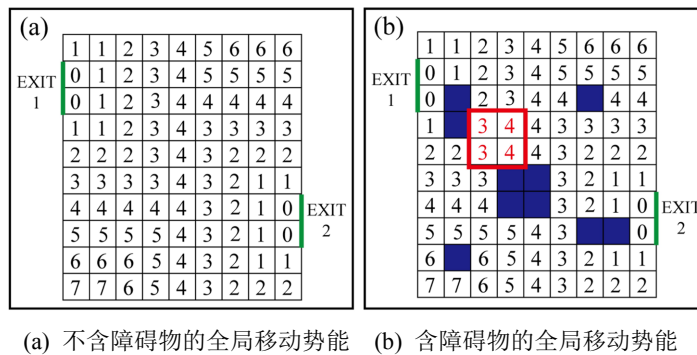 (a)
1 1 2 3 4 5 6 6 6
0 1 2 3 4 5 5 5 5
0 1 2 3 4 4 4 4 4
1 1 2 3 4 3 3 3 3
2 2 2 3 4 3 2 2 2
3 3 3 3 4 3 2 1 1
4 4 4 4 4 3 2 1 0
5 5 5 5 4 3 2 1 0
6 6 6 5 4 3 2 1 1
7 7 6 5 4 3 2 2 2
EXIT
1
EXIT
2
(b)
1 1 2 3 4 5 6 6 6
0 1 2 3 4 5 5 5 5
0 2 3 4 4 4 4
1 3 4 4 3 3 3 3
2 2 3 4 4 3 2 2 2
3 3 3 3 2 1 1
4 4 4 3 2 1 0
5 5 5 5 4 3 0
6 6 5 4 3 2 1 1
7 7 6 5 4 3 2 2 2
EXIT
1
EXIT
2
(a) 不含障碍物的全局移动势能
(b) 含障碍物的全局移动势能